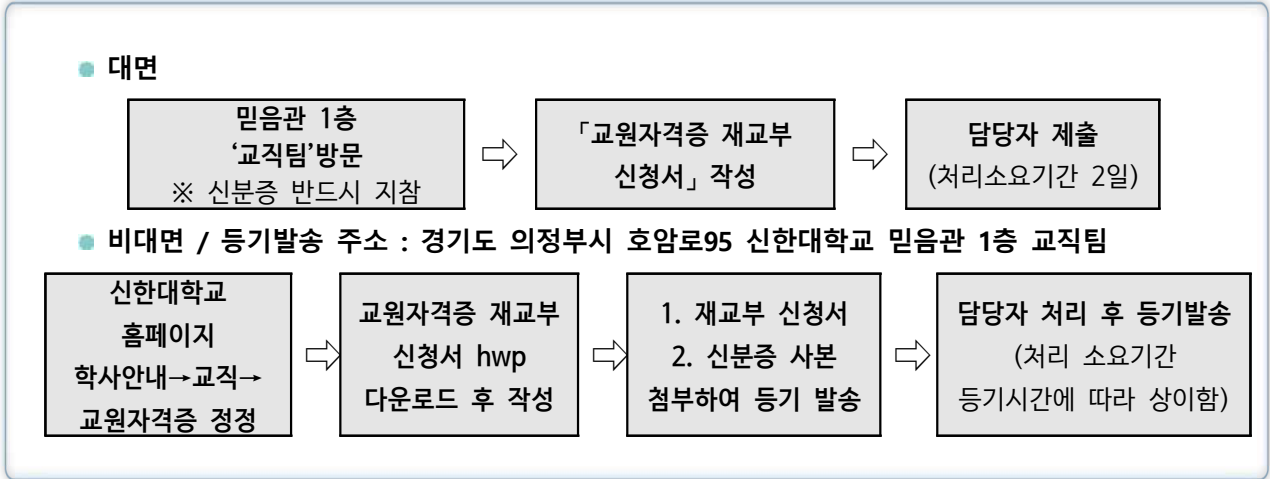 대면
믿음관 1층
‘교직팀’방문
※ 신분증 반드시 지참
⇨
「교원자격증 재교부
신청서」 작성
⇨
담당자 제출
(처리소요기간 2일)
비대면 / 등기발송 주소 : 경기도 의정부시 호암로95 신한대학교 믿음관 1층 교직팀
신한대학교
홈페이지
학사안내→교직→
교원자격증 정정
⇨
교원자격증 재교부
신청서 hwp
다운로드 후 작성
⇨
1. 재교부 신청서
2. 신분증 사본
첨부하여 등기 발송
⇨
담당자 처리 후 등기발송
(처리 소요기간
등기시간에 따라 상이함)